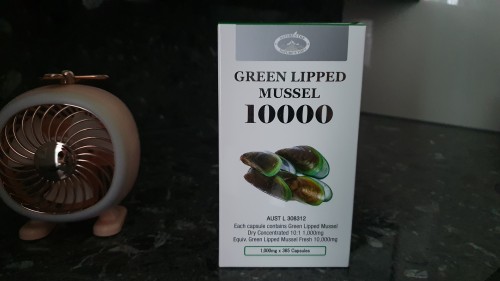 GREEN LIPPED
MUSSEL
10000
AUST L 306212
Each capsule contains Green Lipped Mussel
Dry Concentrated 10:1 1,000mg
Equiv. Green Lipped Mussel Fresh 10,000mg
1,000mg x 365 Capsules